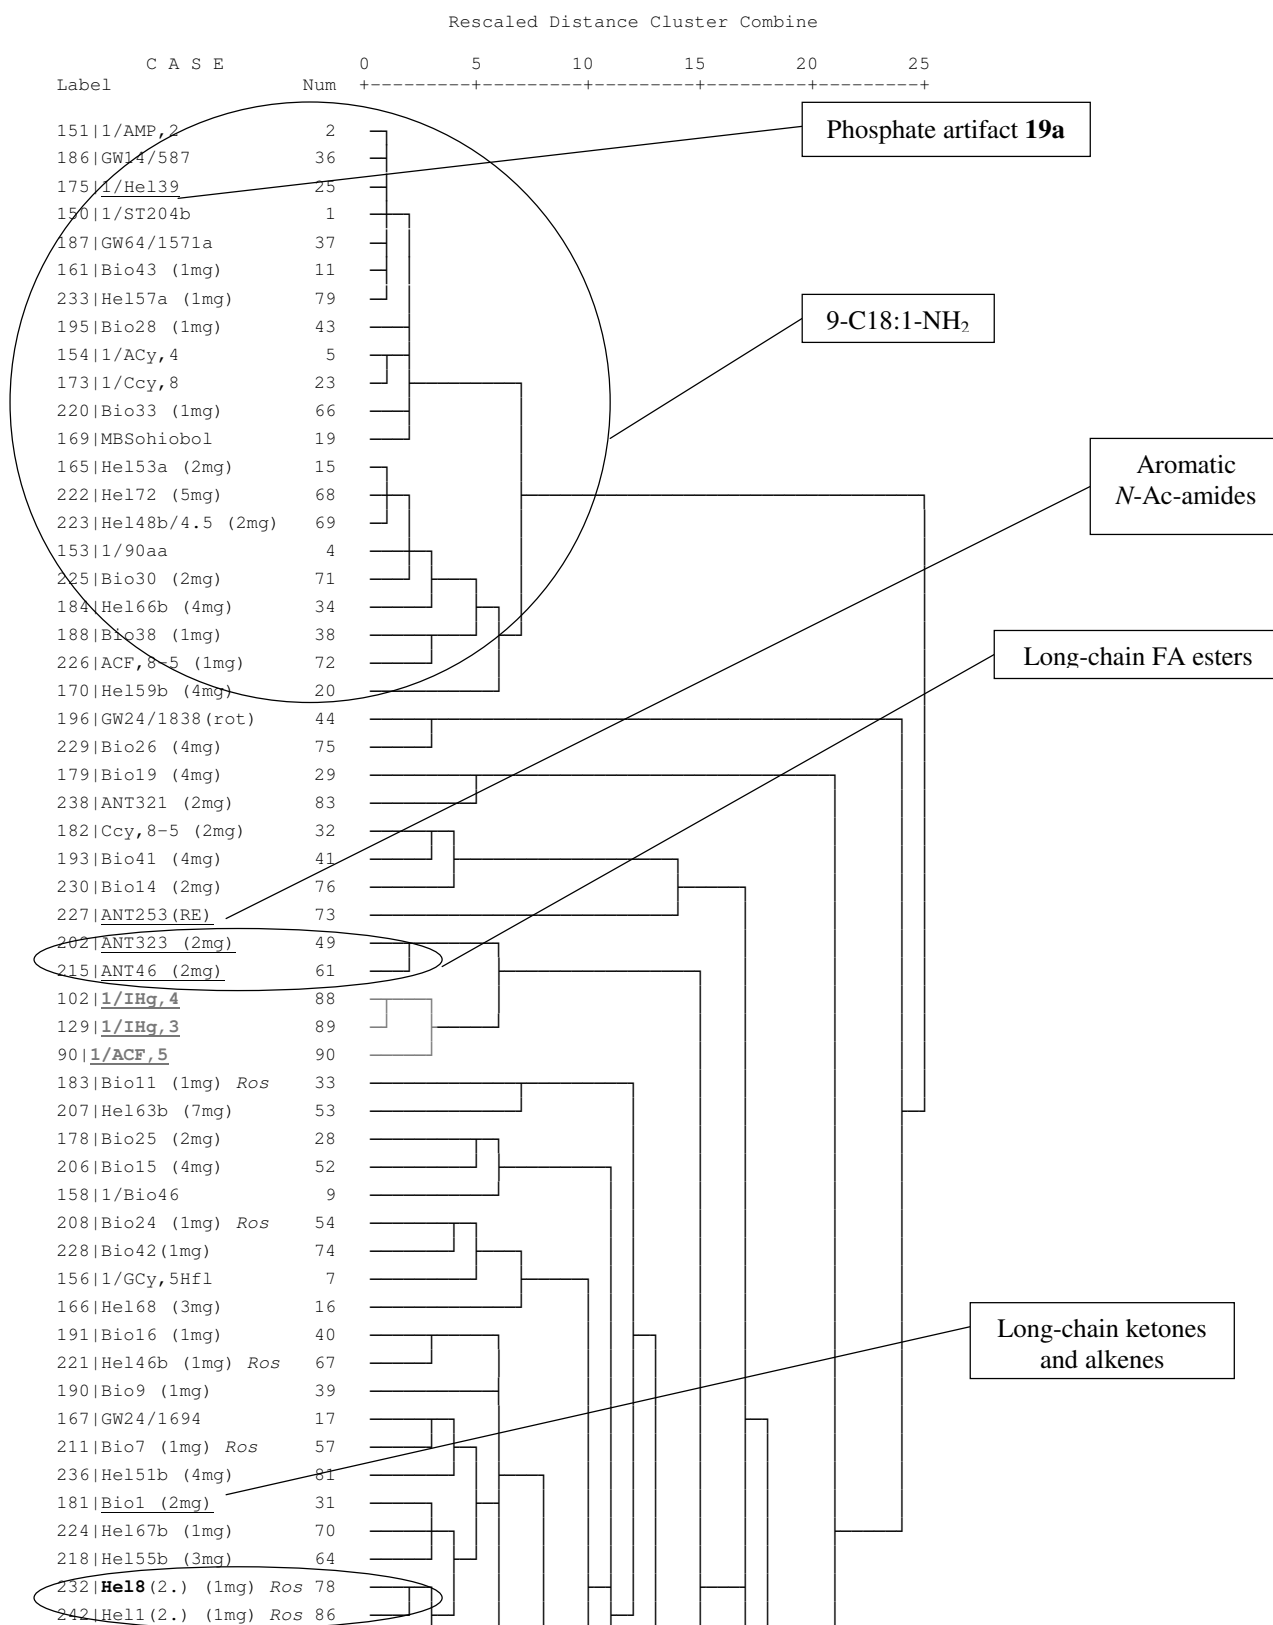 Rescaled Distance Cluster Combine
C A S E 0 5 10 15 20 25
Label Num +---------+---------+---------+---------+---------+
151|1/AMP,2 2
186|GW14/587 36
175|1/Hel39 25
150|1/ST204b 1
187|GW64/1571a 37
161|Bio43 (1mg) 11
233|Hel57a (1mg) 79
195|Bio28 (1mg) 43
154|1/ACy,4 5
173|1/Ccy,8 23
220|Bio33 (1mg) 66
169|MBSohiobol 19
165|Hel53a (2mg) 15
222|Hel72 (5mg) 68
223|Hel48b/4.5 (2mg) 69
153|1/90aa 4
225|Bio30 (2mg) 71
184|Hel66b (4mg) 34
188|Bio38 (1mg) 38
226|ACF,8-5 (1mg) 72
170|Hel59b (4mg) 20
196|GW24/1838(rot) 44
229|Bio26 (4mg) 75
179|Bio19 (4mg) 29
238|ANT321 (2mg) 83
182|Ccy,8-5 (2mg) 32
193|Bio41 (4mg) 41
230|Bio14 (2mg) 76
227|ANT253(RE) 73
202|ANT323 (2mg) 49
215|ANT46 (2mg) 61
102|1/IHg,4 88
129|1/IHg,3 89
90|1/ACF,5 90
183|Bio11 (1mg) Ros 33
207|Hel63b (7mg) 53
178|Bio25 (2mg) 28
206|Bio15 (4mg) 52
158|1/Bio46 9
208|Bio24 (1mg) Ros 54
228|Bio42(1mg) 74
156|1/GCy,5Hfl 7
166|Hel68 (3mg) 16
191|Bio16 (1mg) 40
221|Hel46b (1mg) Ros 67
190|Bio9 (1mg) 39
167|GW24/1694 17
211|Bio7 (1mg) Ros 57
236|Hel51b (4mg) 81
181|Bio1 (2mg) 31
224|Hel67b (1mg) 70
218|Hel55b (3mg) 64
232|Hel8(2.) (1mg) Ros 78
242|Hel1(2.) (1mg) Ros 86
Phosphate artifact 19a
9-C18:1-NH₂
Aromatic
N-Ac-amides
Long-chain FA esters
Long-chain ketones
and alkenes